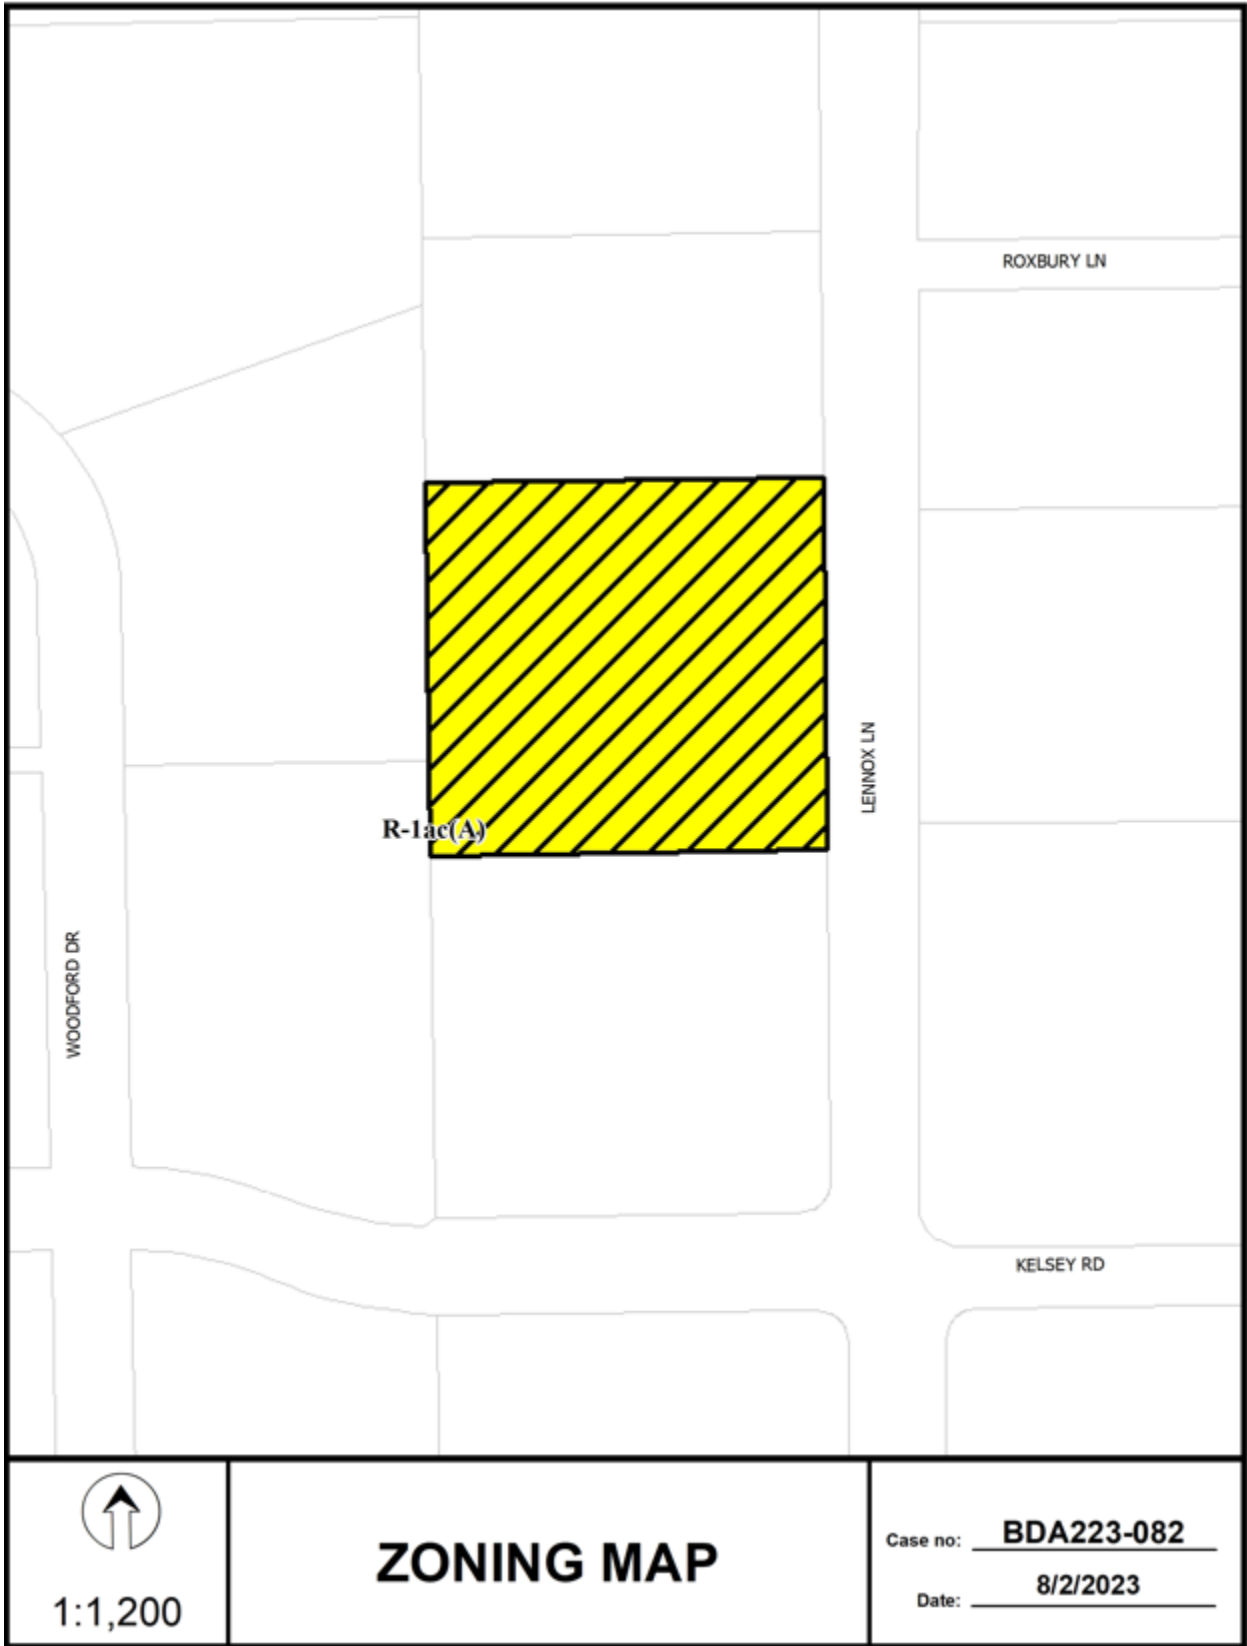 ROXBURY LN
LENNOX LN
R-1ac(A)
WOODFORD DR
KELSEY RD
1:1,200
ZONING MAP
Case no: BDA223-082
Date: 8/2/2023